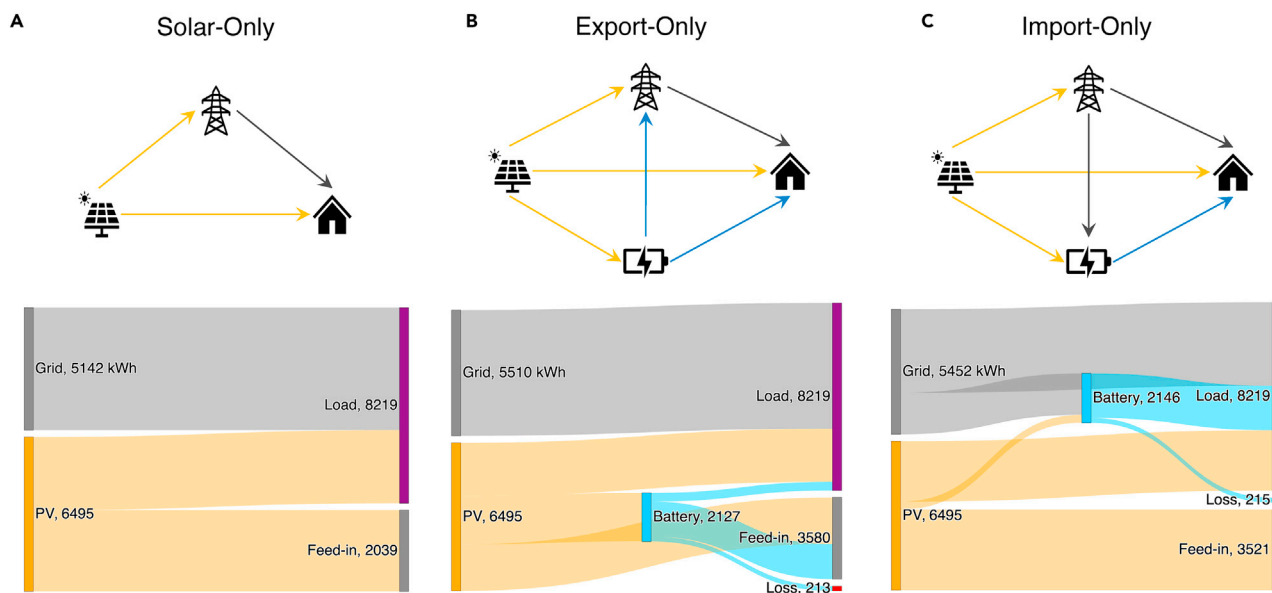 A
Solar-Only
Grid, 5142 kWh
Load, 8219
PV, 6495
Feed-in, 2039
B
Export-Only
Grid, 5510 kWh
Load, 8219
PV, 6495
Battery, 2127
Feed-in, 3580
Loss, 213
C
Import-Only
Grid, 5452 kWh
Battery, 2146
Load, 8219
PV, 6495
Loss, 215
Feed-in, 3521